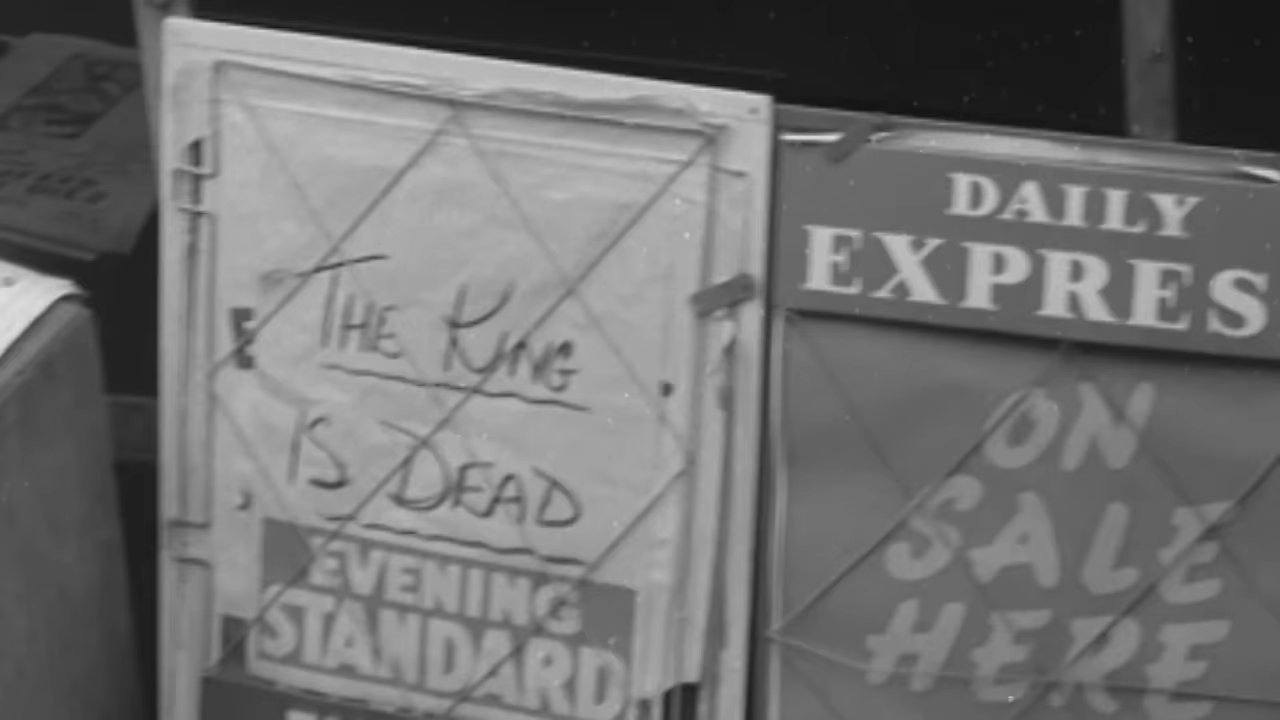 THE KING
IS DEAD
EVENING
STANDARD
DAILY
EXPRES
ON
SALE
HERE